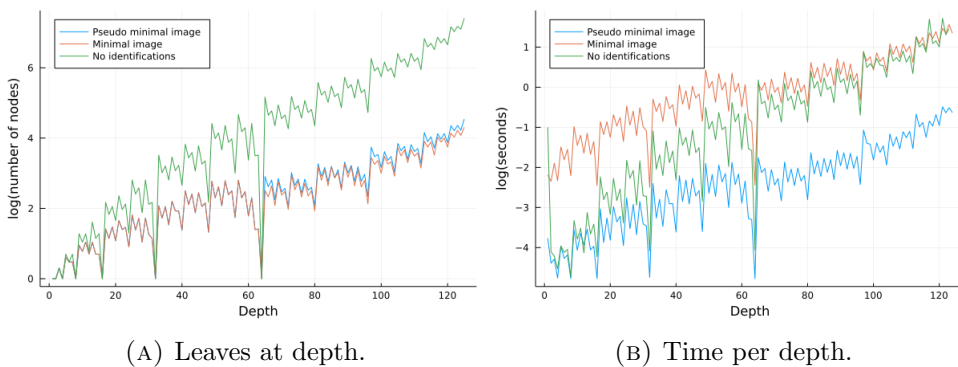 Pseudo minimal image
Minimal image
No identifications
log(number of nodes)
6
4
2
0
0 20 40 60 80 100 120
Depth
(A) Leaves at depth.
Pseudo minimal image
Minimal image
No identifications
log(seconds)
1
0
−1
−2
−3
−4
0 20 40 60 80 100 120
Depth
(B) Time per depth.